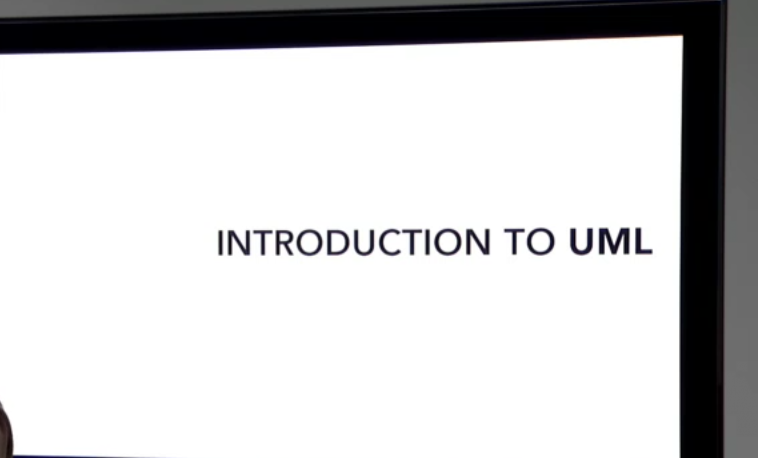 INTRODUCTION TO UML